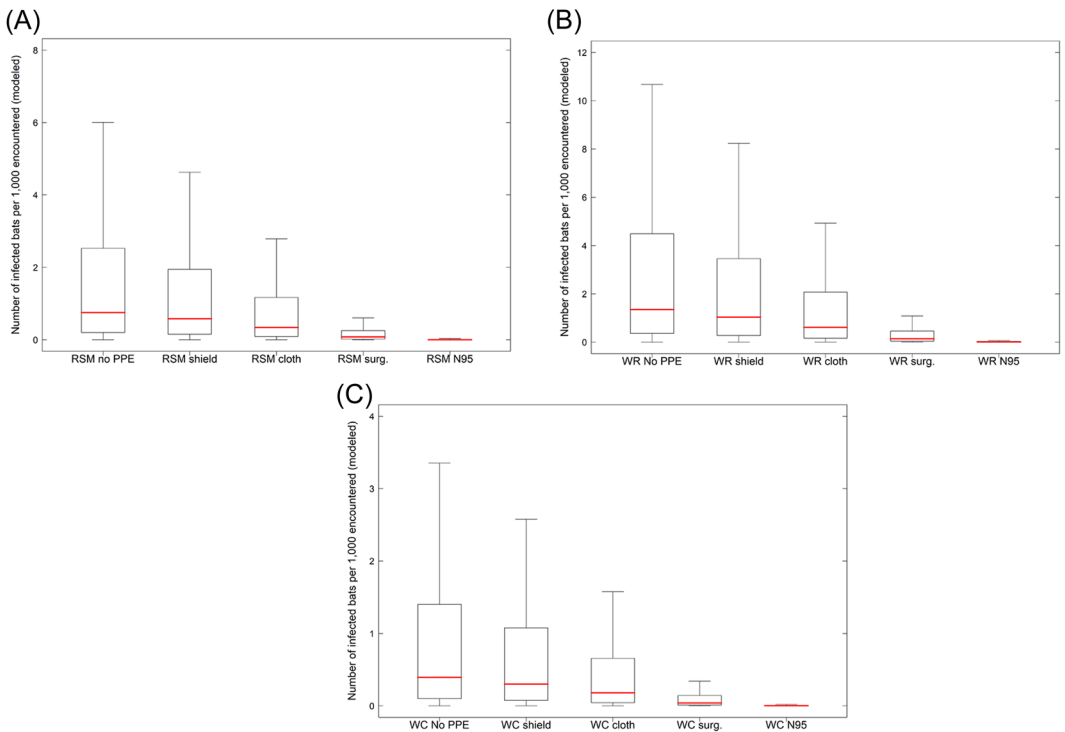 (A)
Number of infected bats per 1,000 encountered (modeled)
8
6
4
2
0
RSM no PPE RSM shield RSM cloth RSM surg. RSM N95
(B)
Number of infected bats per 1,000 encountered (modeled)
12
10
8
6
4
2
0
WR No PPE WR shield WR cloth WR surg. WR N95
(C)
Number of infected bats per 1,000 encountered (modeled)
4
3
2
1
0
WC No PPE WC shield WC cloth WC surg. WC N95